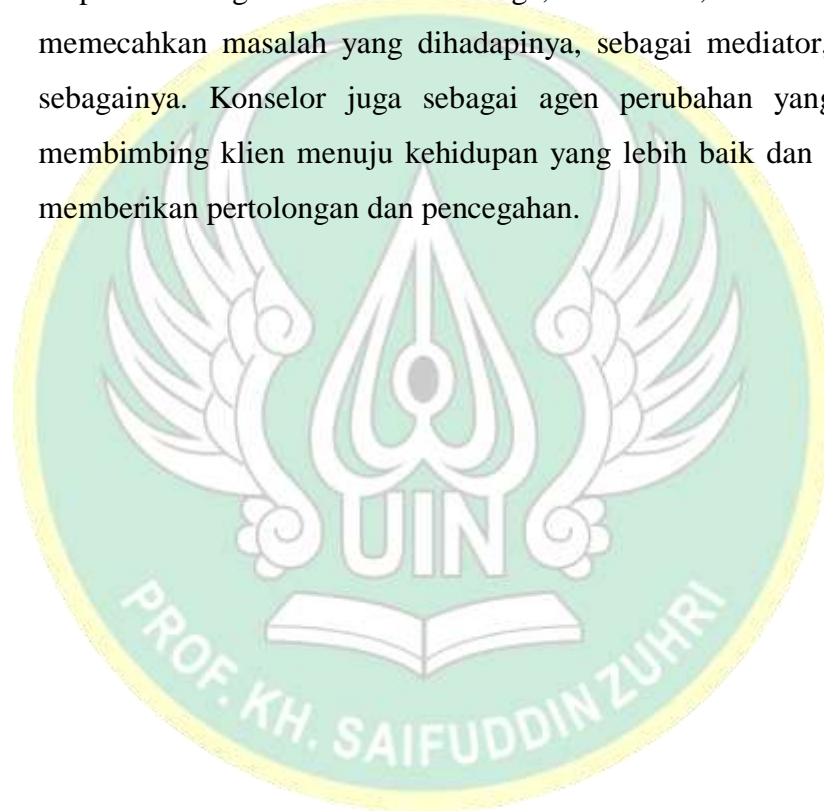 memecahkan masalah yang dihadapinya, sebagai mediator,
sebagainya. Konselor juga sebagai agen perubahan yang
membimbing klien menuju kehidupan yang lebih baik dan
memberikan pertolongan dan pencegahan.
UIN
PROF. KH. SAIFUDDIN ZUHRI